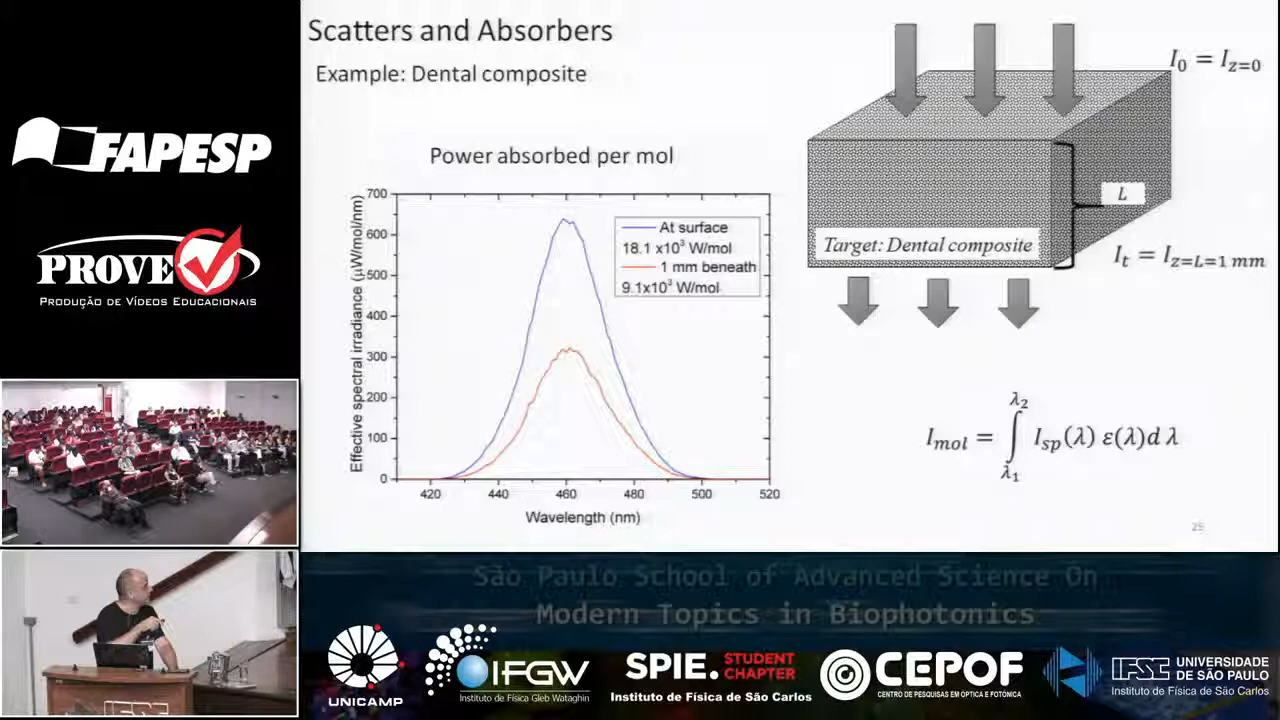 Scatters and Absorbers
Example: Dental composite
Power absorbed per mol
Effective spectral irradiance (µW/mol/nm)
700
600
500
400
300
200
100
0
420
440
460
480
500
520
Wavelength (nm)
At surface
18.1 x10³ W/mol
1 mm beneath
9.1x10³ W/mol
I₀ = I_{z=0}
L
Target: Dental composite
I_t = I_{z=L=1 mm}
I_{mol} = ∫_{λ₁}^{λ₂} I_{sp}(λ) ε(λ)d λ
25
FAPESP
PROVE
PRODUÇÃO DE VÍDEOS EDUCACIONAIS
IFSC
São Paulo School of Advanced Science On
Modern Topics in Biophotonics
UNICAMP
IFGW
Instituto de Física Gleb Wataghin
SPIE. STUDENT CHAPTER
Instituto de Física de São Carlos
CEPOF
CENTRO DE PESQUISAS EM ÓPTICA E FOTÔNICA
IFSC UNIVERSIDADE DE SÃO PAULO
Instituto de Física de São Carlos